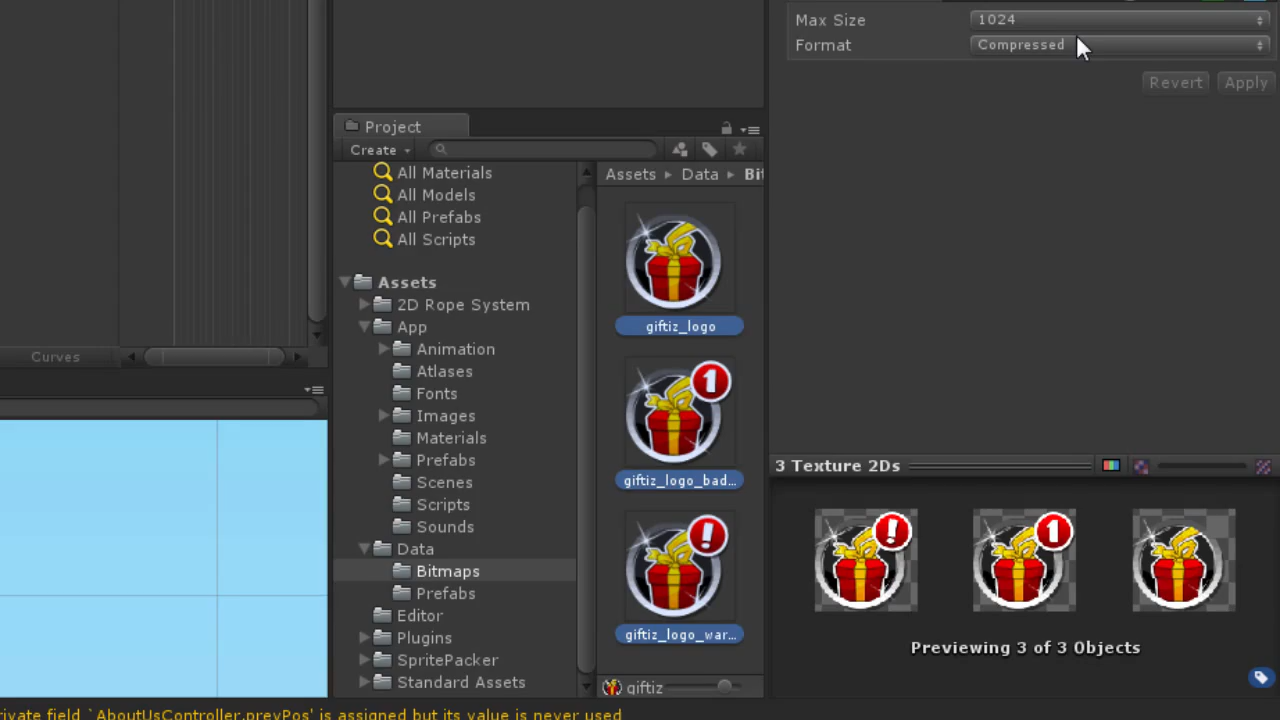 Max Size 1024
Format Compressed
Revert Apply
Project
Create
All Materials
All Models
All Prefabs
All Scripts
Assets
2D Rope System
App
Animation
Atlases
Fonts
Images
Materials
Prefabs
Scenes
Scripts
Sounds
Data
Bitmaps
Prefabs
Editor
Plugins
SpritePacker
Standard Assets
Assets Data Bit
giftiz_logo
1
giftiz_logo_bad...
!
giftiz_logo_war...
giftiz
Curves
3 Texture 2Ds
! 1
Previewing 3 of 3 Objects
rivate field `AboutUsController.prevPos' is assigned but its value is never used